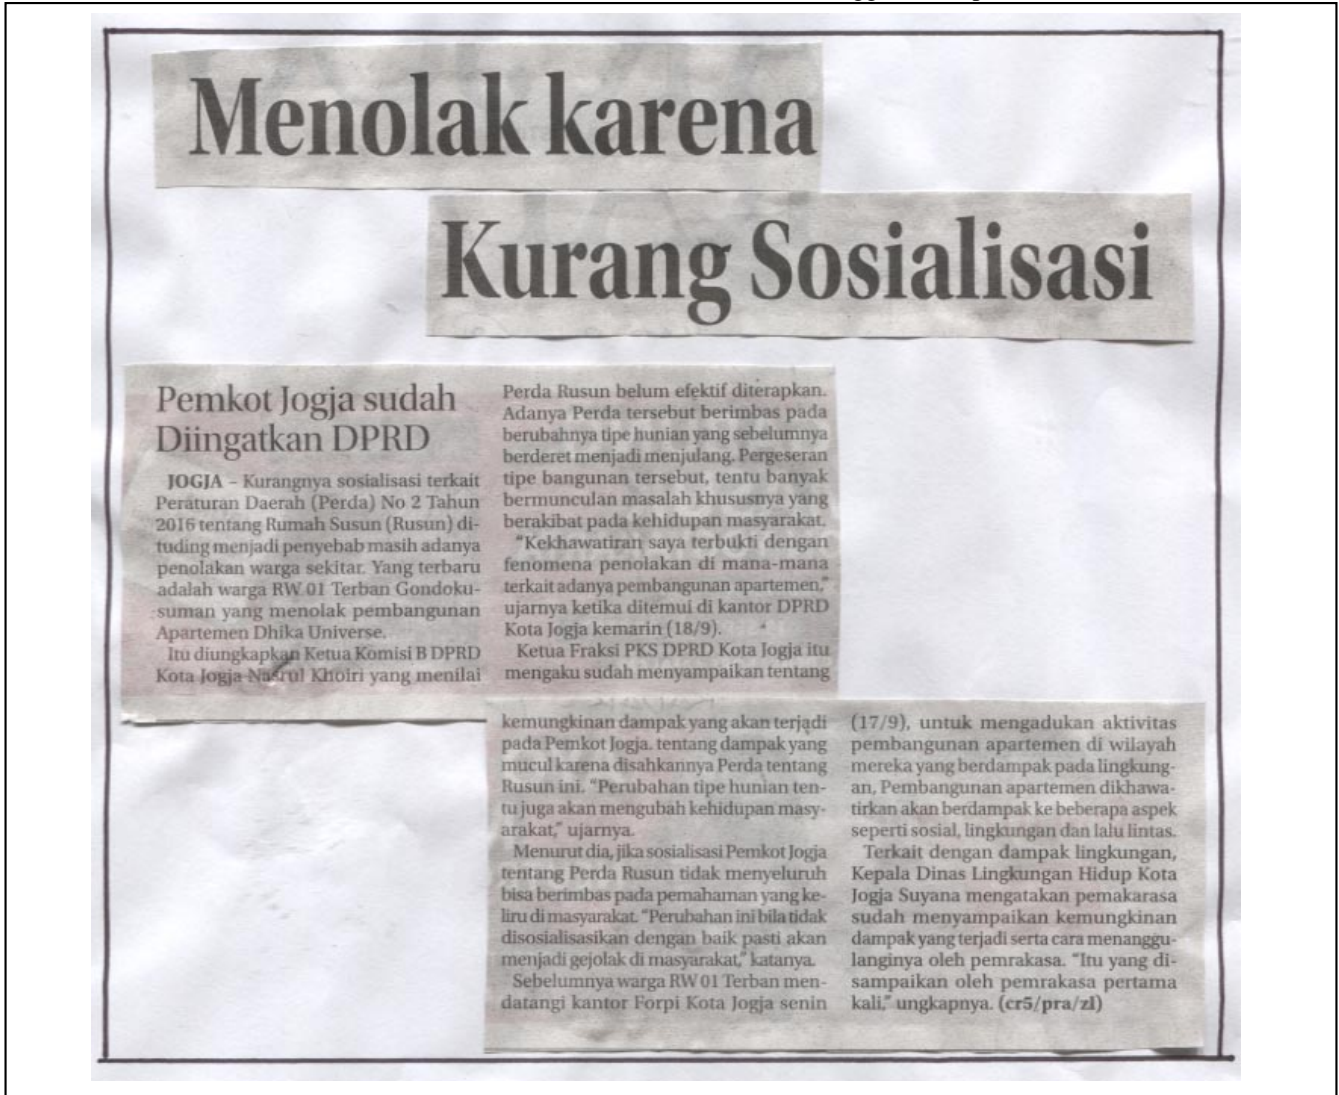 Menolak karena
Kurang Sosialisasi
Pemkot Jogja sudah
Diingatkan DPRD
JOGJA – Kurangnya sosialisasi terkait
Peraturan Daerah (Perda) No 2 Tahun
2016 tentang Rumah Susun (Rusun) di-
tuding menjadi penyebab masih adanya
penolakan warga sekitar. Yang terbaru
adalah warga RW 01 Terban Gondoku-
suman yang menolak pembangunan
Apartemen Dhika Universe.
Itu diungkapkan Ketua Komisi B DPRD
Kota Jogja Nasrul Khoiri yang menilai
Perda Rusun belum efektif diterapkan.
Adanya Perda tersebut berimbas pada
berubahnya tipe hunian yang sebelumnya
berderet menjadi menjulang. Pergeseran
tipe bangunan tersebut, tentu banyak
bermunculan masalah khususnya yang
berakibat pada kehidupan masyarakat.
"Kekhawatiran saya terbukti dengan
fenomena penolakan di mana-mana
terkait adanya pembangunan apartemen,"
ujarnya ketika ditemui di kantor DPRD
Kota Jogja kemarin (18/9).
Ketua Fraksi PKS DPRD Kota Jogja itu
mengaku sudah menyampaikan tentang
kemungkinan dampak yang akan terjadi
pada Pemkot Jogja. tentang dampak yang
mucul karena disahkannya Perda tentang
Rusun ini. "Perubahan tipe hunian ten-
tu juga akan mengubah kehidupan masy-
arakat," ujarnya.
Menurut dia, jika sosialisasi Pemkot Jogja
tentang Perda Rusun tidak menyeluruh
bisa berimbas pada pemahaman yang ke-
liru di masyarakat. "Perubahan ini bila tidak
disosialisasikan dengan baik pasti akan
menjadi gejolak di masyarakat," katanya.
Sebelumnya warga RW 01 Terban men-
datangi kantor Forpi Kota Jogja senin
(17/9), untuk mengadukan aktivitas
pembangunan apartemen di wilayah
mereka yang berdampak pada lingkung-
an, Pembangunan apartemen dikhawa-
tirkan akan berdampak ke beberapa aspek
seperti sosial, lingkungan dan lalu lintas.
Terkait dengan dampak lingkungan,
Kepala Dinas Lingkungan Hidup Kota
Jogja Suyana mengatakan pemakarasa
sudah menyampaikan kemungkinan
dampak yang terjadi serta cara menanggu-
langinya oleh pemrakasa. "Itu yang di-
sampaikan oleh pemrakasa pertama
kali," ungkapnya. (cr5/pra/zl)